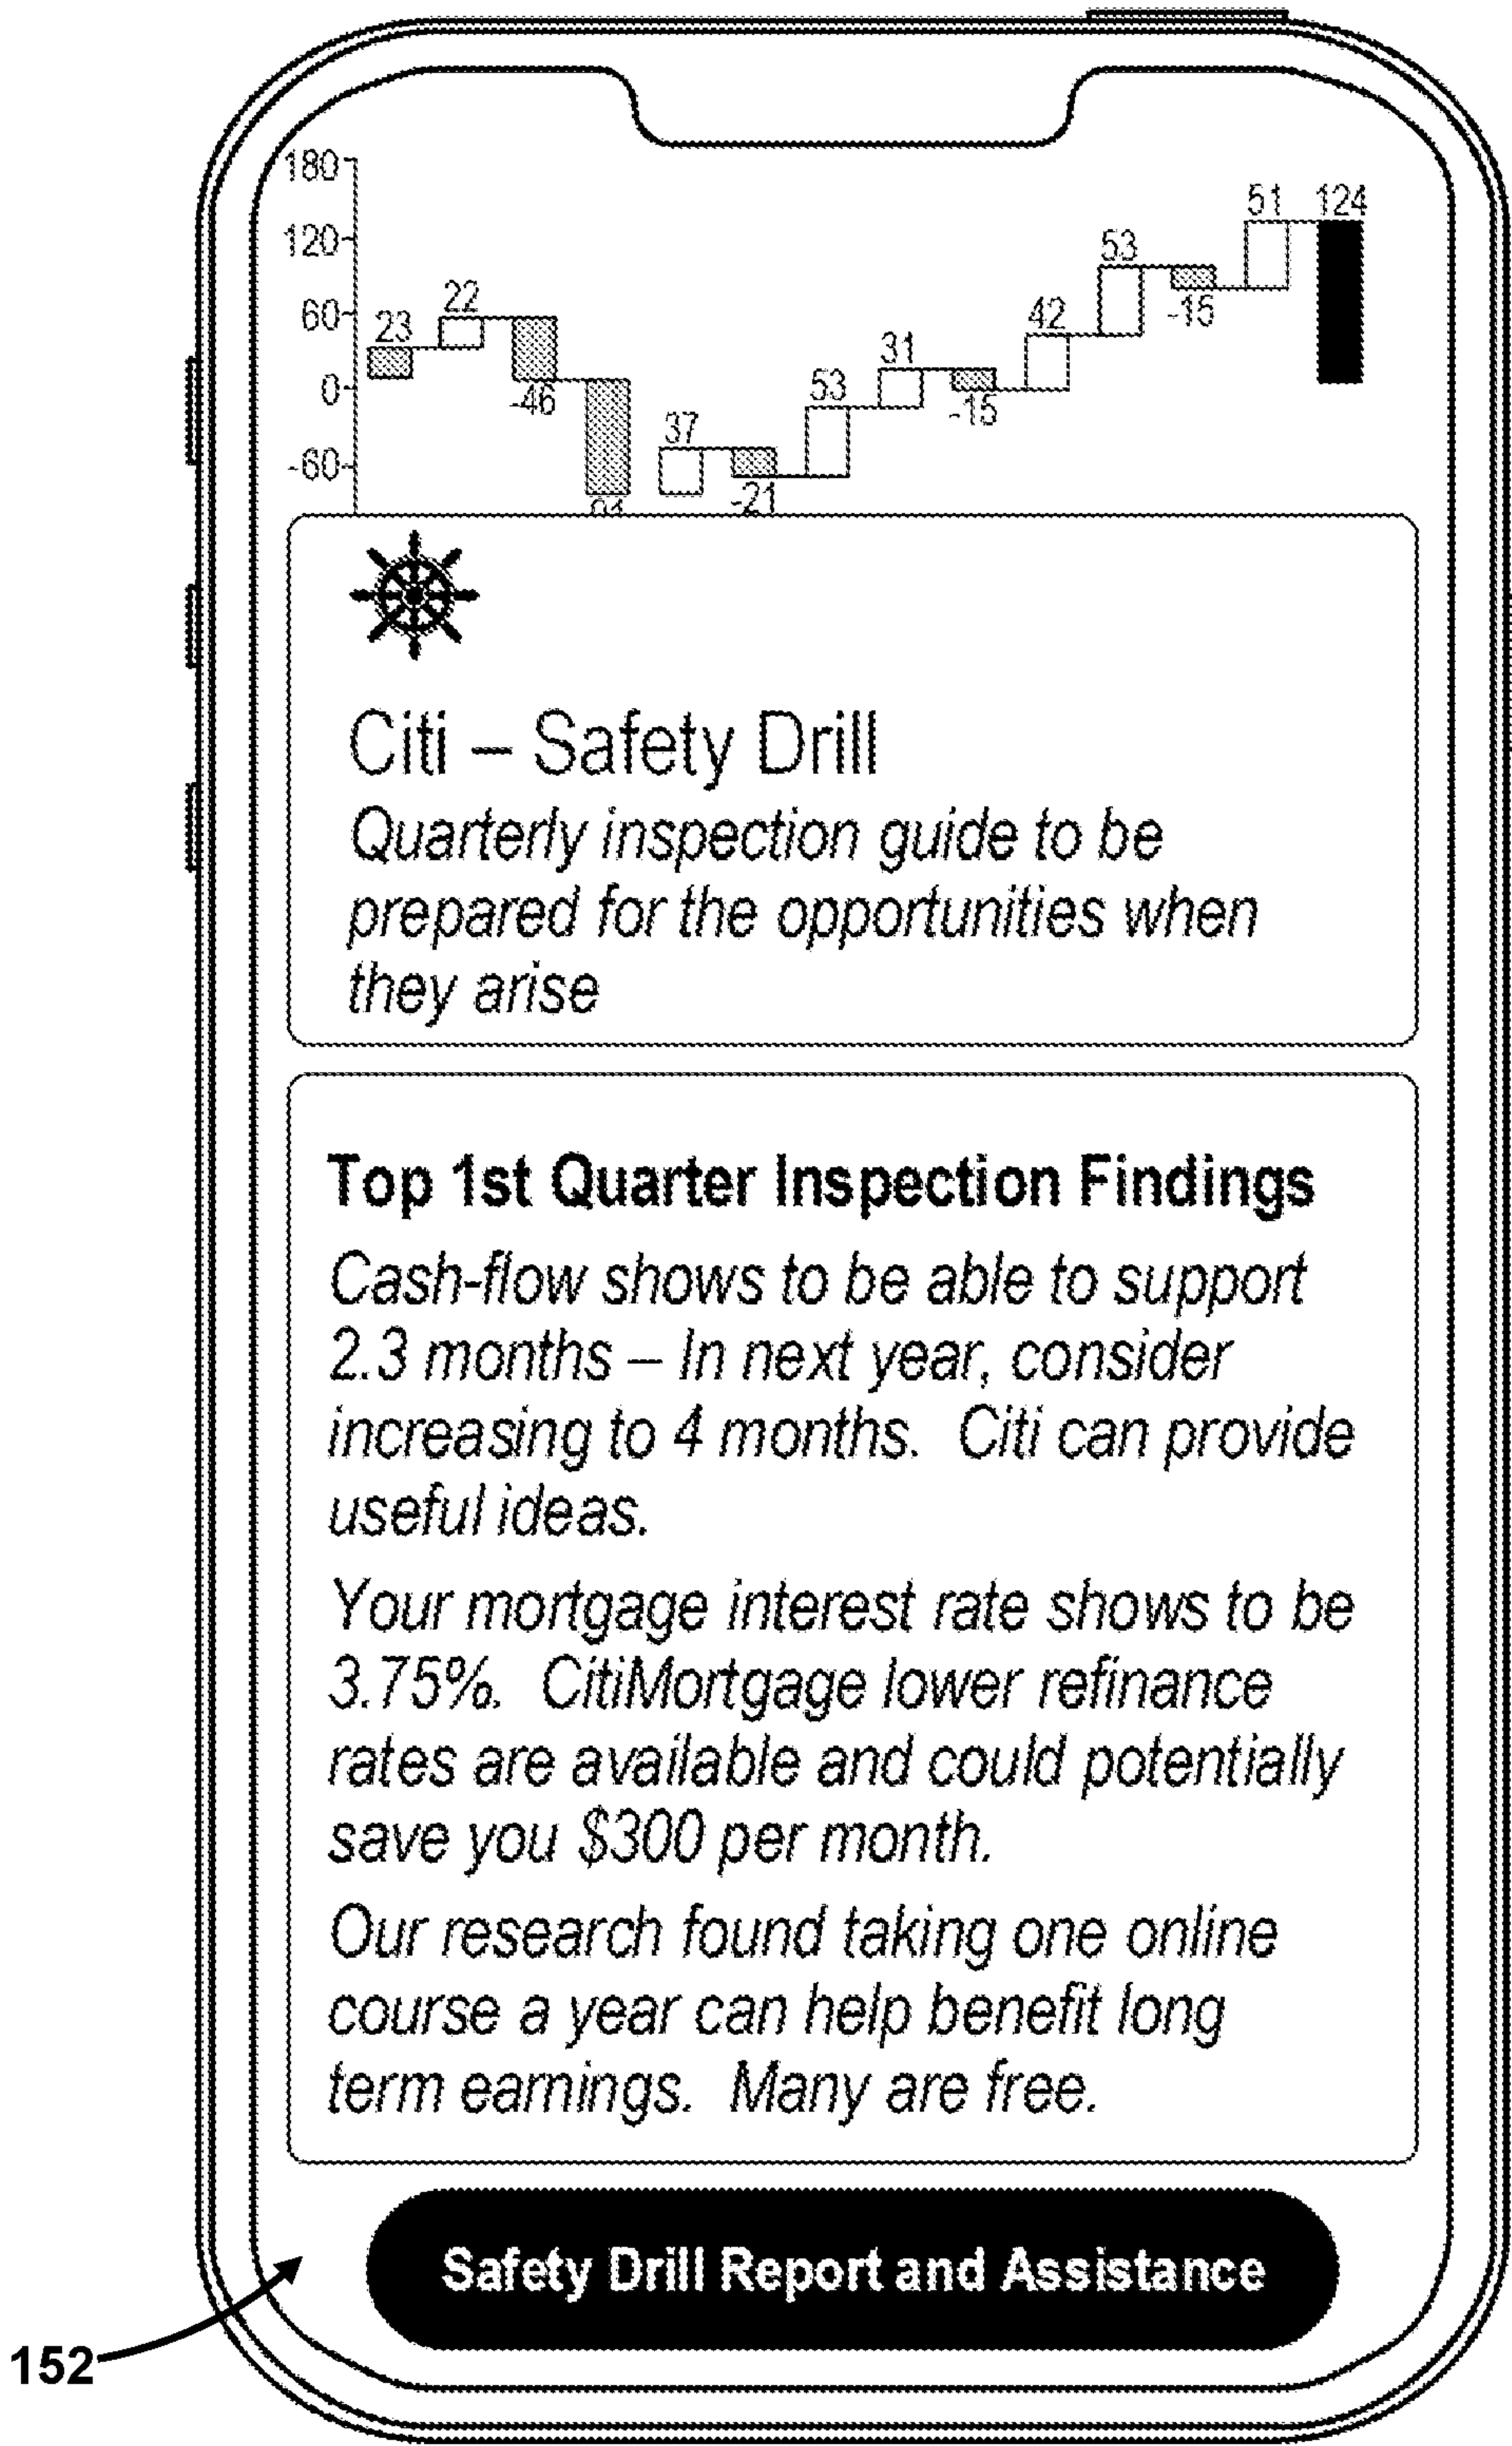 180
120
60
0
-60
23
22
-46
37
-21
53
31
-15
42
53
-15
51
124
Citi – Safety Drill
Quarterly inspection guide to be
prepared for the opportunities when
they arise
Top 1st Quarter Inspection Findings
Cash-flow shows to be able to support
2.3 months – In next year, consider
increasing to 4 months. Citi can provide
useful ideas.
Your mortgage interest rate shows to be
3.75%. CitiMortgage lower refinance
rates are available and could potentially
save you $300 per month.
Our research found taking one online
course a year can help benefit long
term earnings. Many are free.
Safety Drill Report and Assistance
152